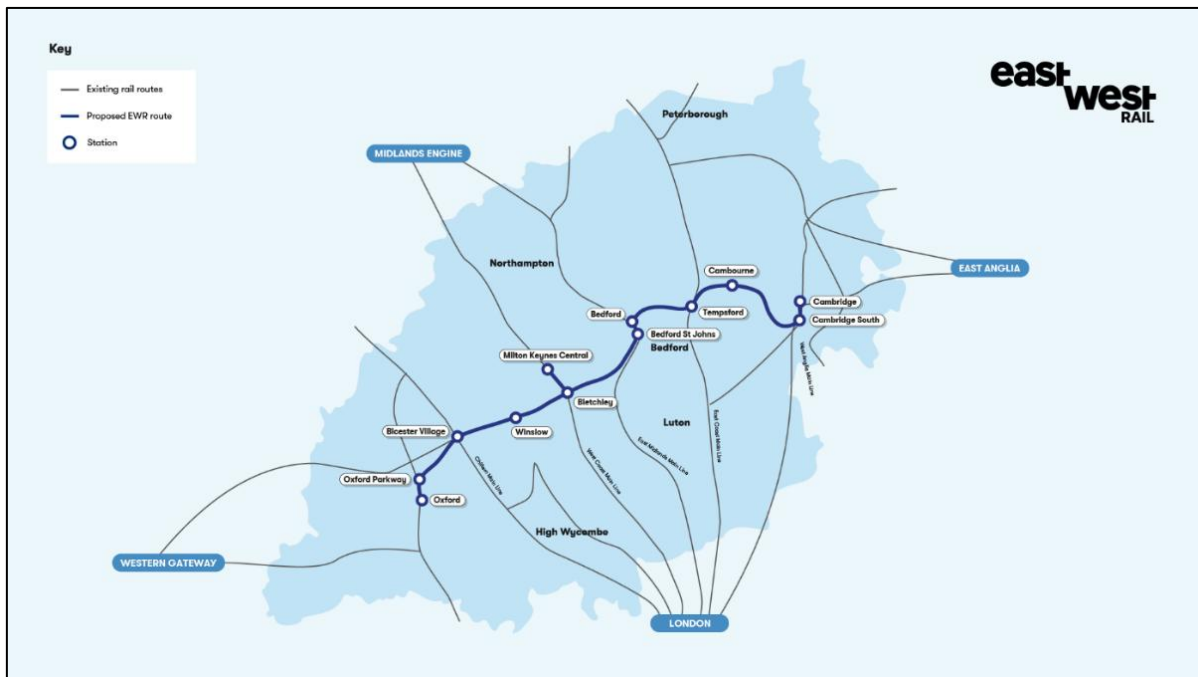 Key
Existing rail routes
Proposed EWR route
Station
east
west
RAIL
Peterborough
MIDLANDS ENGINE
Northampton
Cambourne
EAST ANGLIA
Bedford
Tempsford
Cambridge
Cambridge South
Bedford St Johns
Bedford
Milton Keynes Central
West Anglia Main Line
Bletchley
Luton
East Coast Main Line
Winslow
Bicester Village
East Midlands Main Line
West Coast Main Line
Chiltern Main Line
Oxford Parkway
Oxford
High Wycombe
WESTERN GATEWAY
LONDON